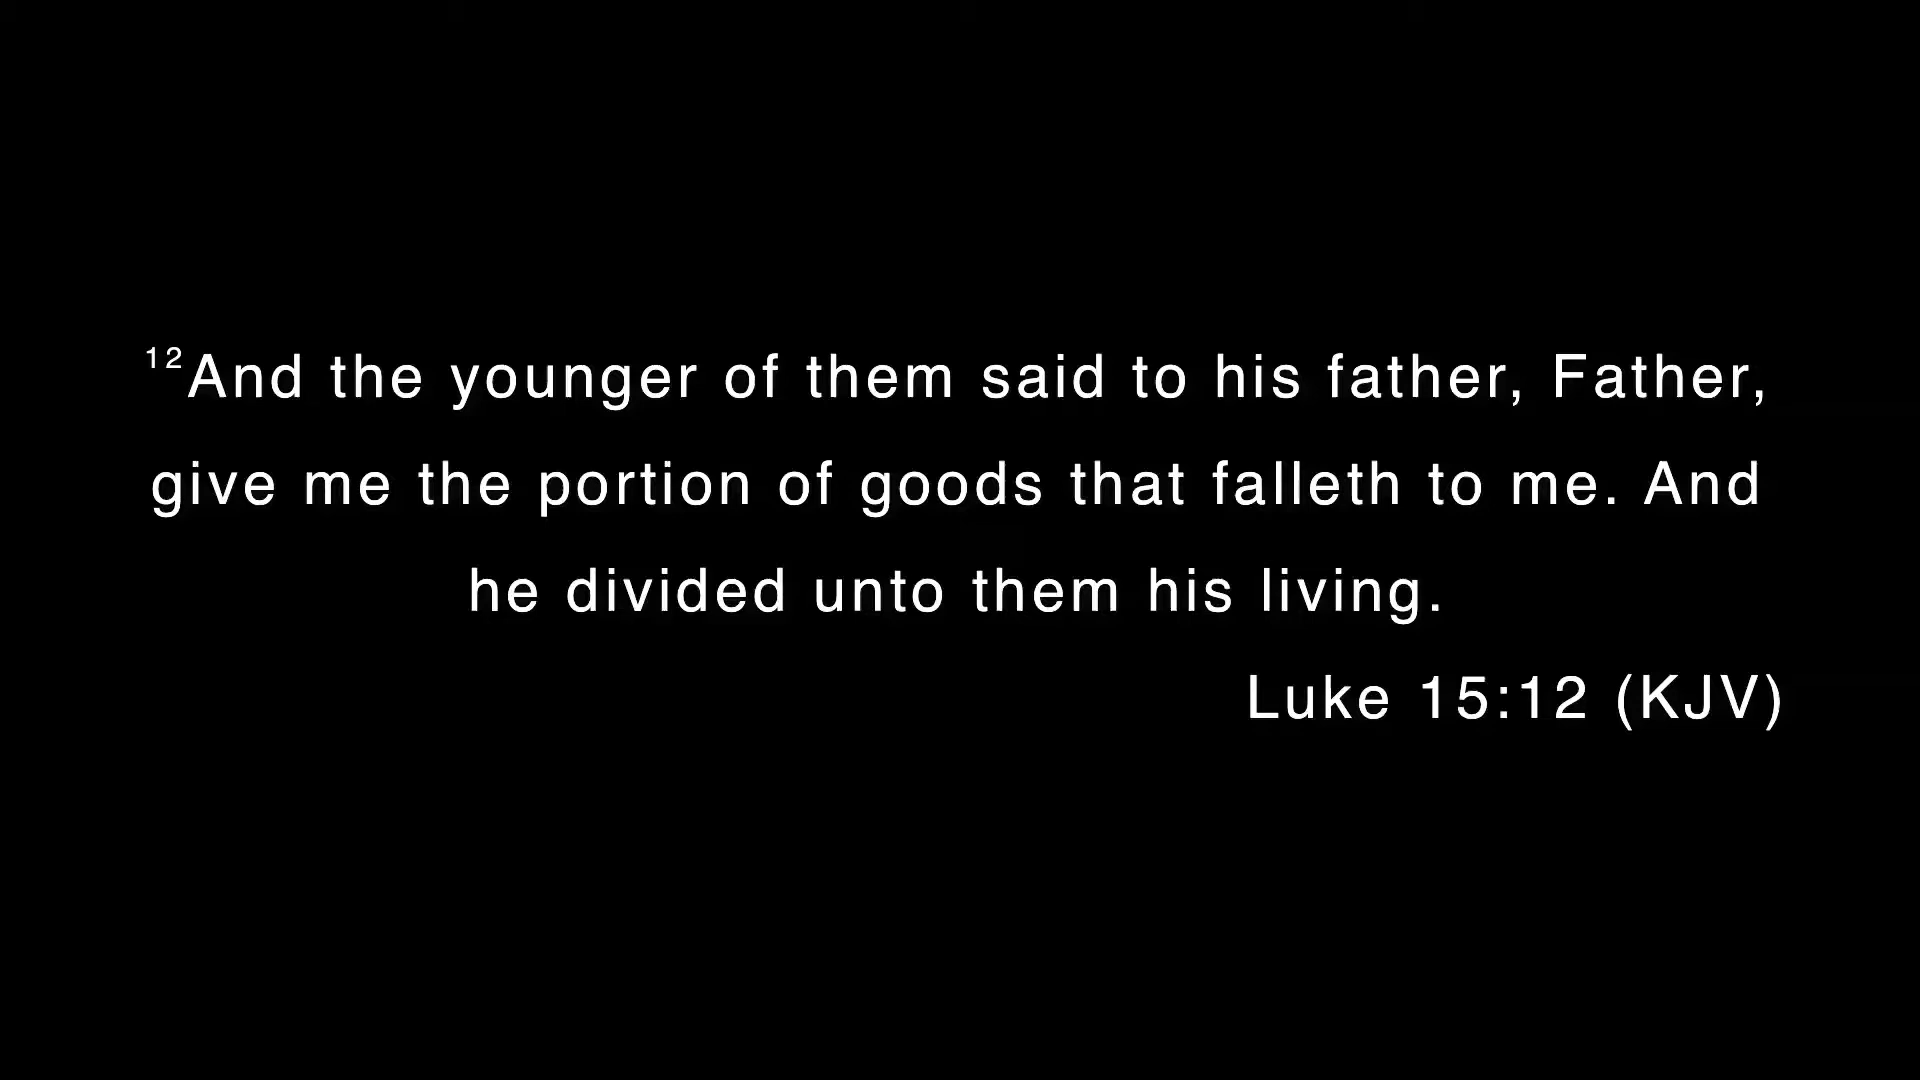 12And the younger of them said to his father, Father,
give me the portion of goods that falleth to me. And
he divided unto them his living.
Luke 15:12 (KJV)